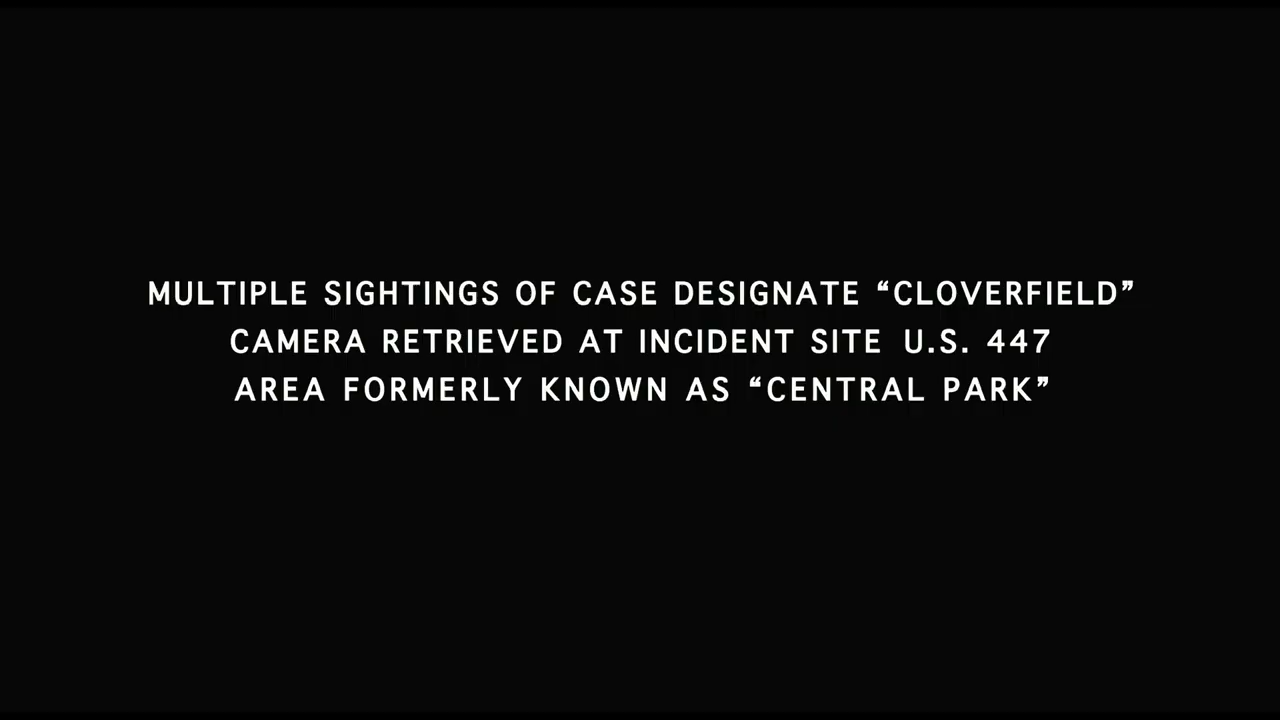 MULTIPLE SIGHTINGS OF CASE DESIGNATE “CLOVERFIELD”
CAMERA RETRIEVED AT INCIDENT SITE U.S. 447
AREA FORMERLY KNOWN AS “CENTRAL PARK”